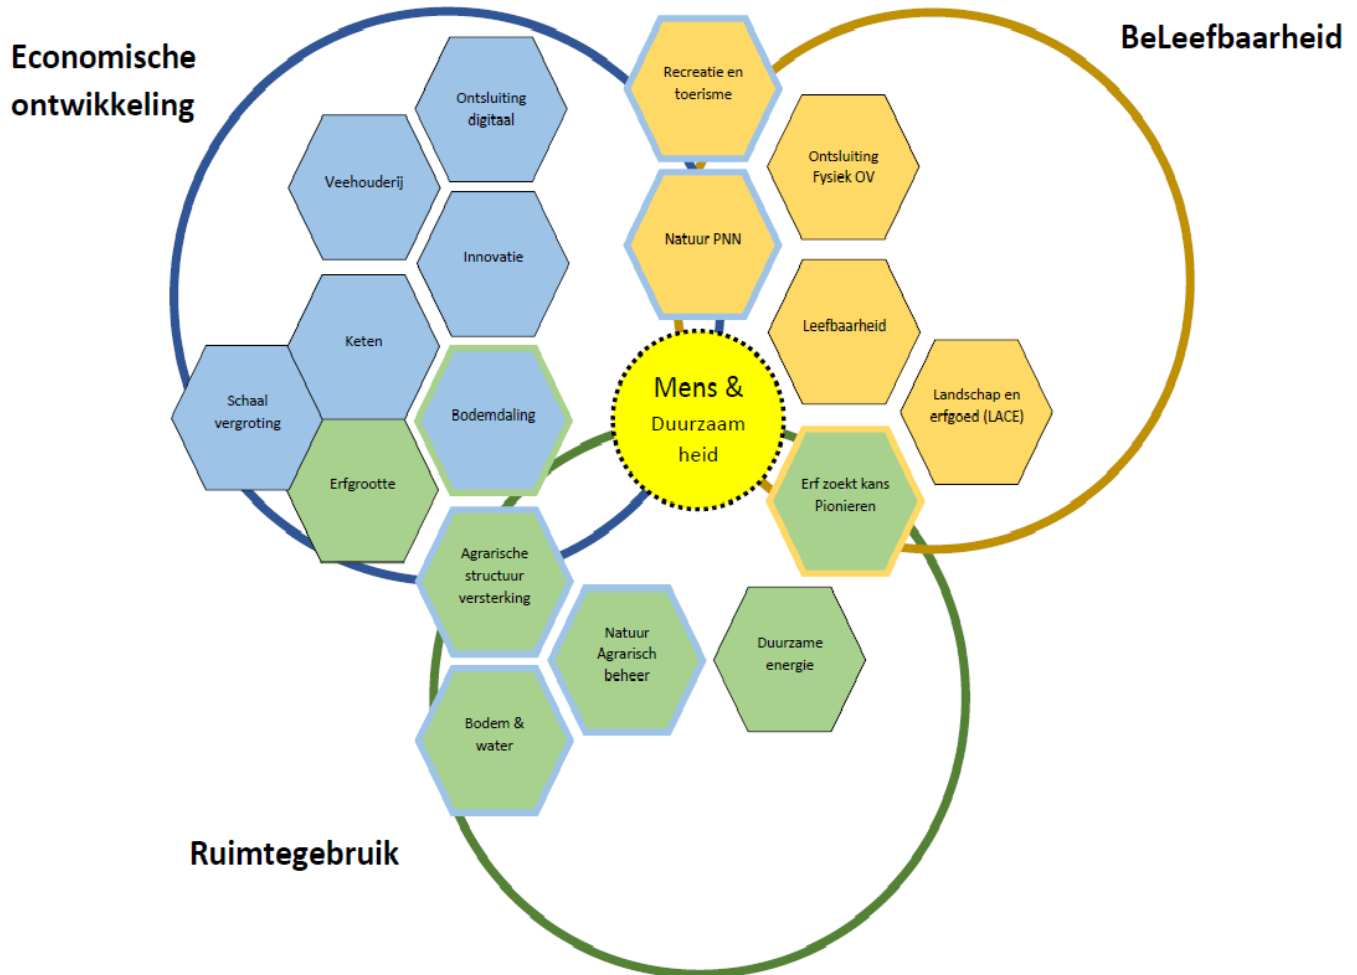 Economische
ontwikkeling
BeLeefbaarheid
Recreatie en
toerisme
Ontsluiting
digitaal
Ontsluiting
Fysiek OV
Veehouderij
Natuur PNN
Innovatie
Leefbaarheid
Keten
Mens &
Duurzaam
heid
Landschap en
erfgoed (LACE)
Schaal
vergroting
Bodemdaling
Erfgrootte
Erf zoekt kans
Pionieren
Agrarische
structuur
versterking
Natuur
Agrarisch
beheer
Duurzame
energie
Bodem &
water
Ruimtegebruik